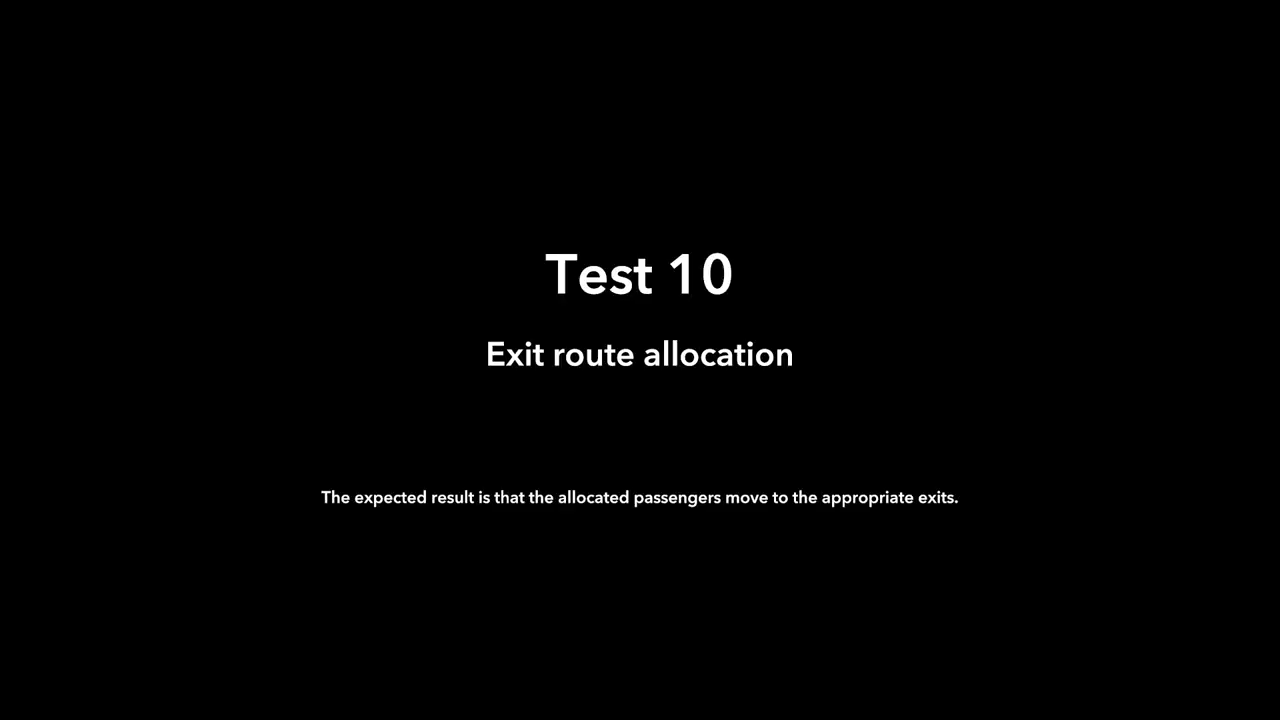 Test 10
Exit route allocation
The expected result is that the allocated passengers move to the appropriate exits.